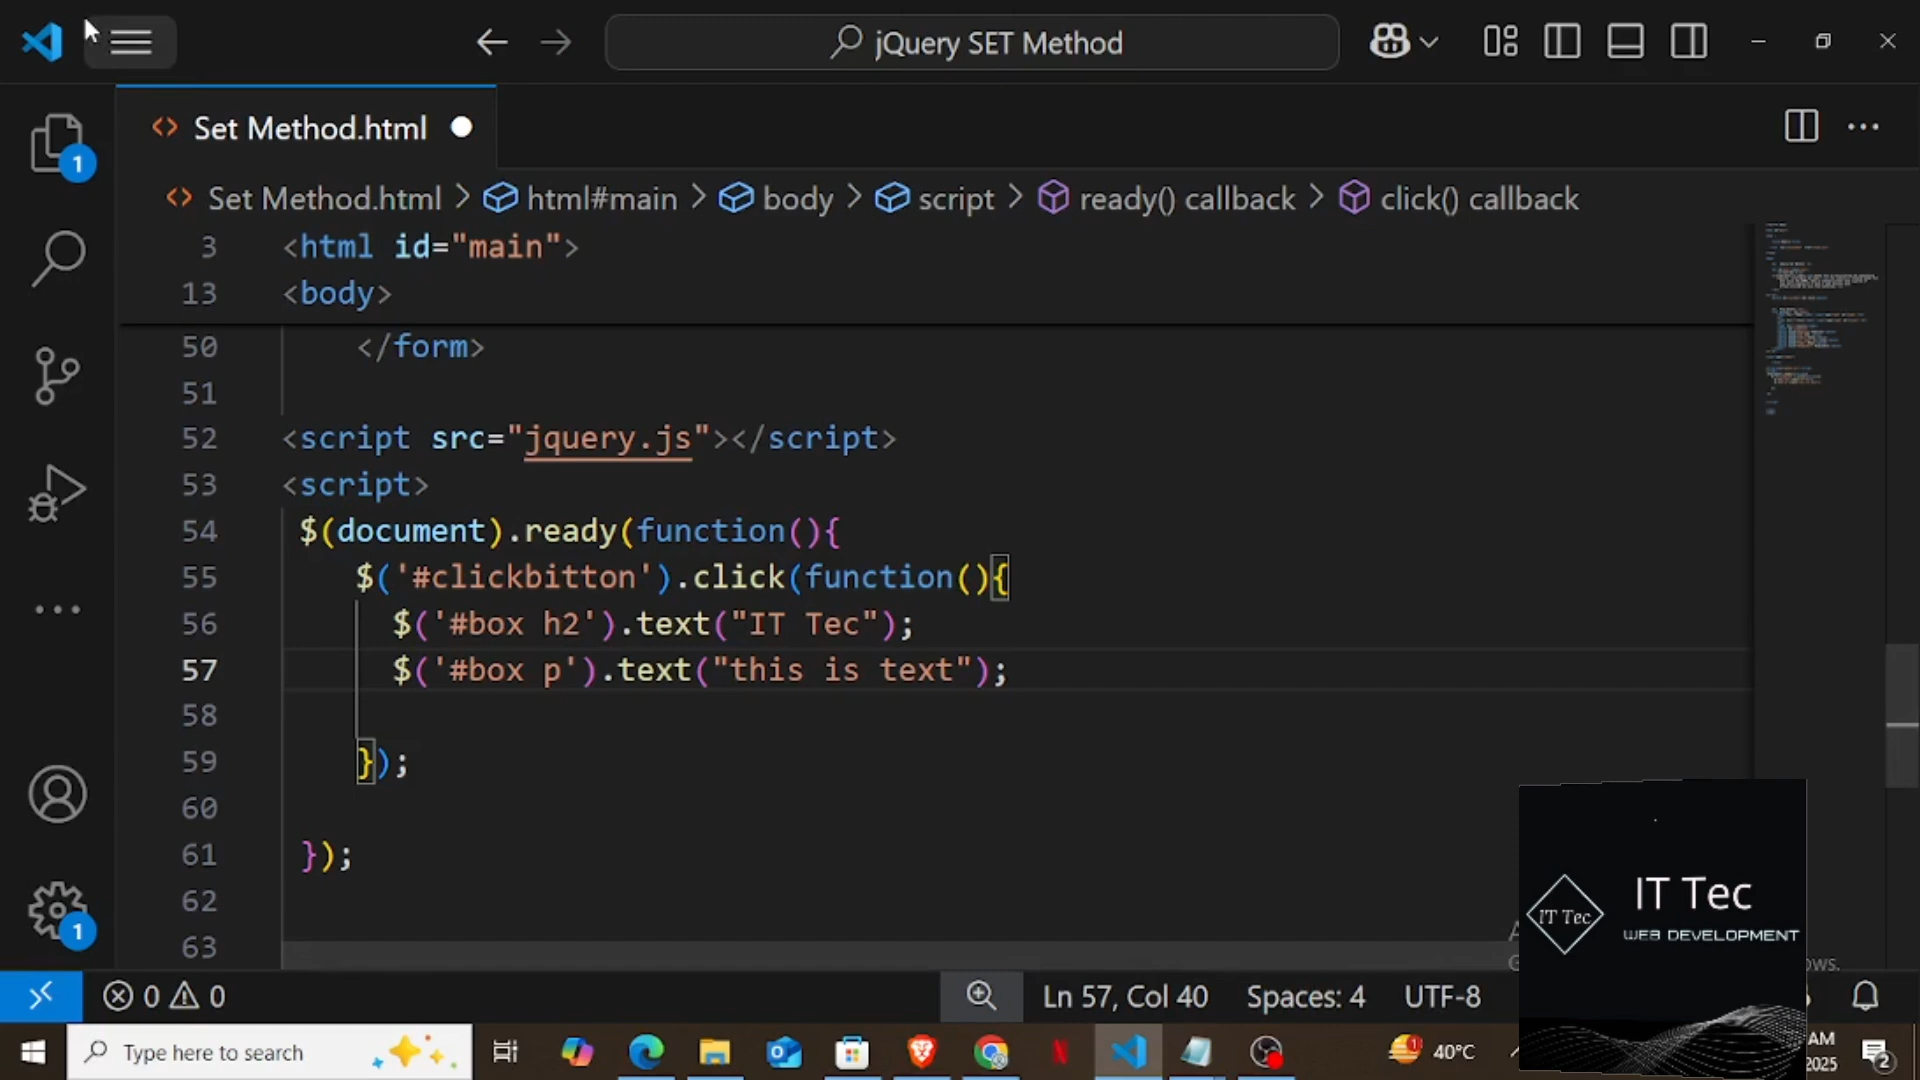 jQuery SET Method
Set Method.html
1
Set Method.html > html#main > body > script > ready() callback > click() callback
3 <html id="main">
13 <body>
50 </form>
51
52 <script src="jquery.js"></script>
53 <script>
54 $(document).ready(function(){
55 $('#clickbitton').click(function(){
56 $('#box h2').text("IT Tec");
57 $('#box p').text("this is text");
58
59 });
60
61 });
62
63
1
IT Tec
IT Tec
WEB DEVELOPMENT
0 0
Ln 57, Col 40
Spaces: 4
UTF-8
Type here to search
1
40°C
AM
2025
2